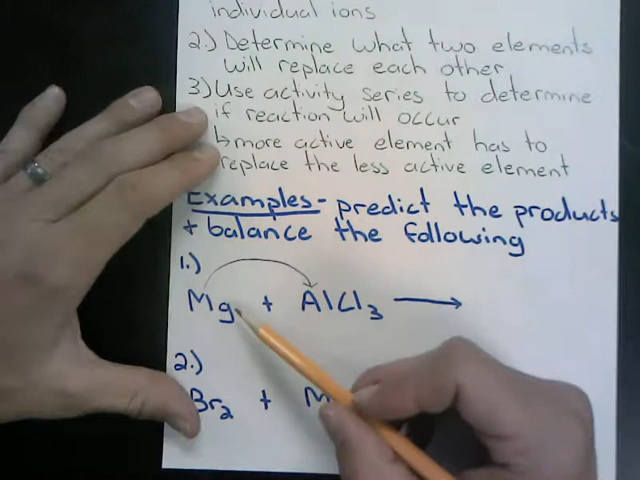 individual ions
2.) Determine what two elements
will replace each other
3) Use activity series to determine
if reaction will occur
↳ more active element has to
replace the less active element
Examples - predict the products
+ balance the following
1.)
Mg + AlCl₃ ⟶
2.)
Br₂ +